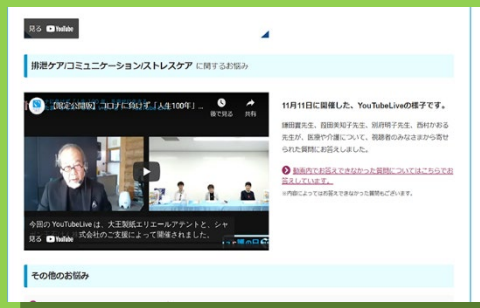 見る YouTube
排泄ケア/コミュニケーション/ストレスケア に関するお悩み
【限定公開版】コロナに負けず「人生100年」...
後で見る
共有
今回の YouTubeLive は、大王製紙エリエールアテントと、シャ
株式会社のご支援によって開催されました。
見る YouTube
11月11日に開催した、YouTubeLiveの様子です。
鎌田實先生、窪田美知子先生、別府明子先生、西村かおる
先生が、医療や介護について、視聴者のみなさまから寄せ
られた質問にお答えしました。
動画内でお答えできなかった質問についてはこちらでお
答えしています。
※内容によってはお答えできなかった質問もございます。
その他のお悩み